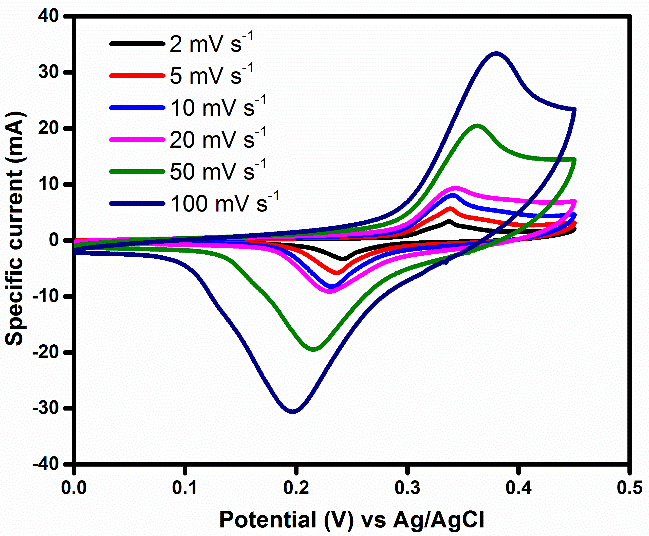 40
30
20
10
0
-10
-20
-30
-40
Specific currret (mA)
2 mV s⁻¹
5 mV s⁻¹
10 mV s⁻¹
20 mV s⁻¹
50 mV s⁻¹
100 mV s⁻¹
0.0 0.1 0.2 0.3 0.4 0.5
Potential (V) vs Ag/AgCl